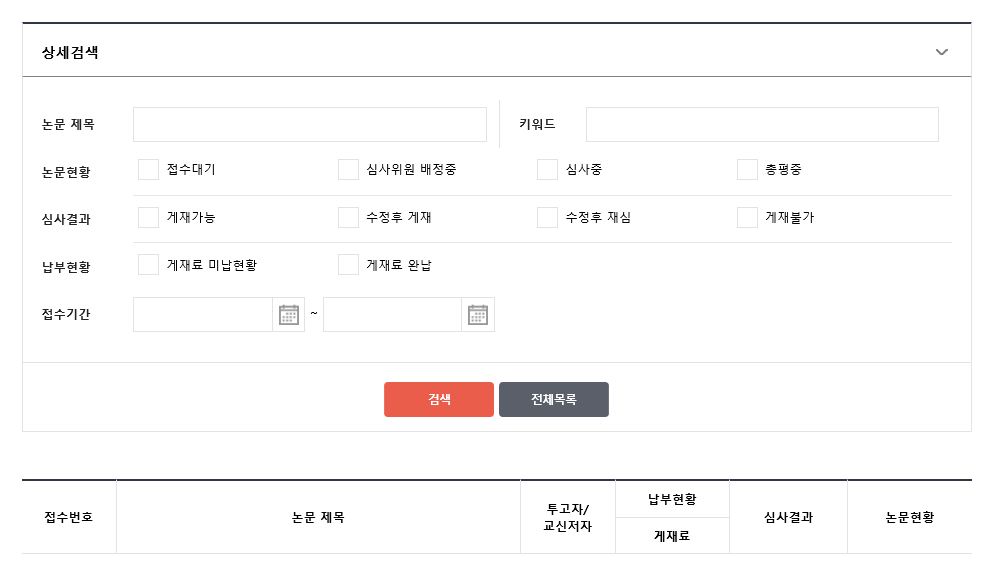 상세검색
논문 제목
키워드
논문현황 접수대기 심사위원 배정중 심사중 총평중
심사결과 게재가능 수정후 게재 수정후 재심 게재불가
납부현황 게재료 미납현황 게재료 완납
접수기간 ~
검색 전체목록
접수번호
논문 제목
투고자/
교신저자
납부현황
게재료
심사결과
논문현황